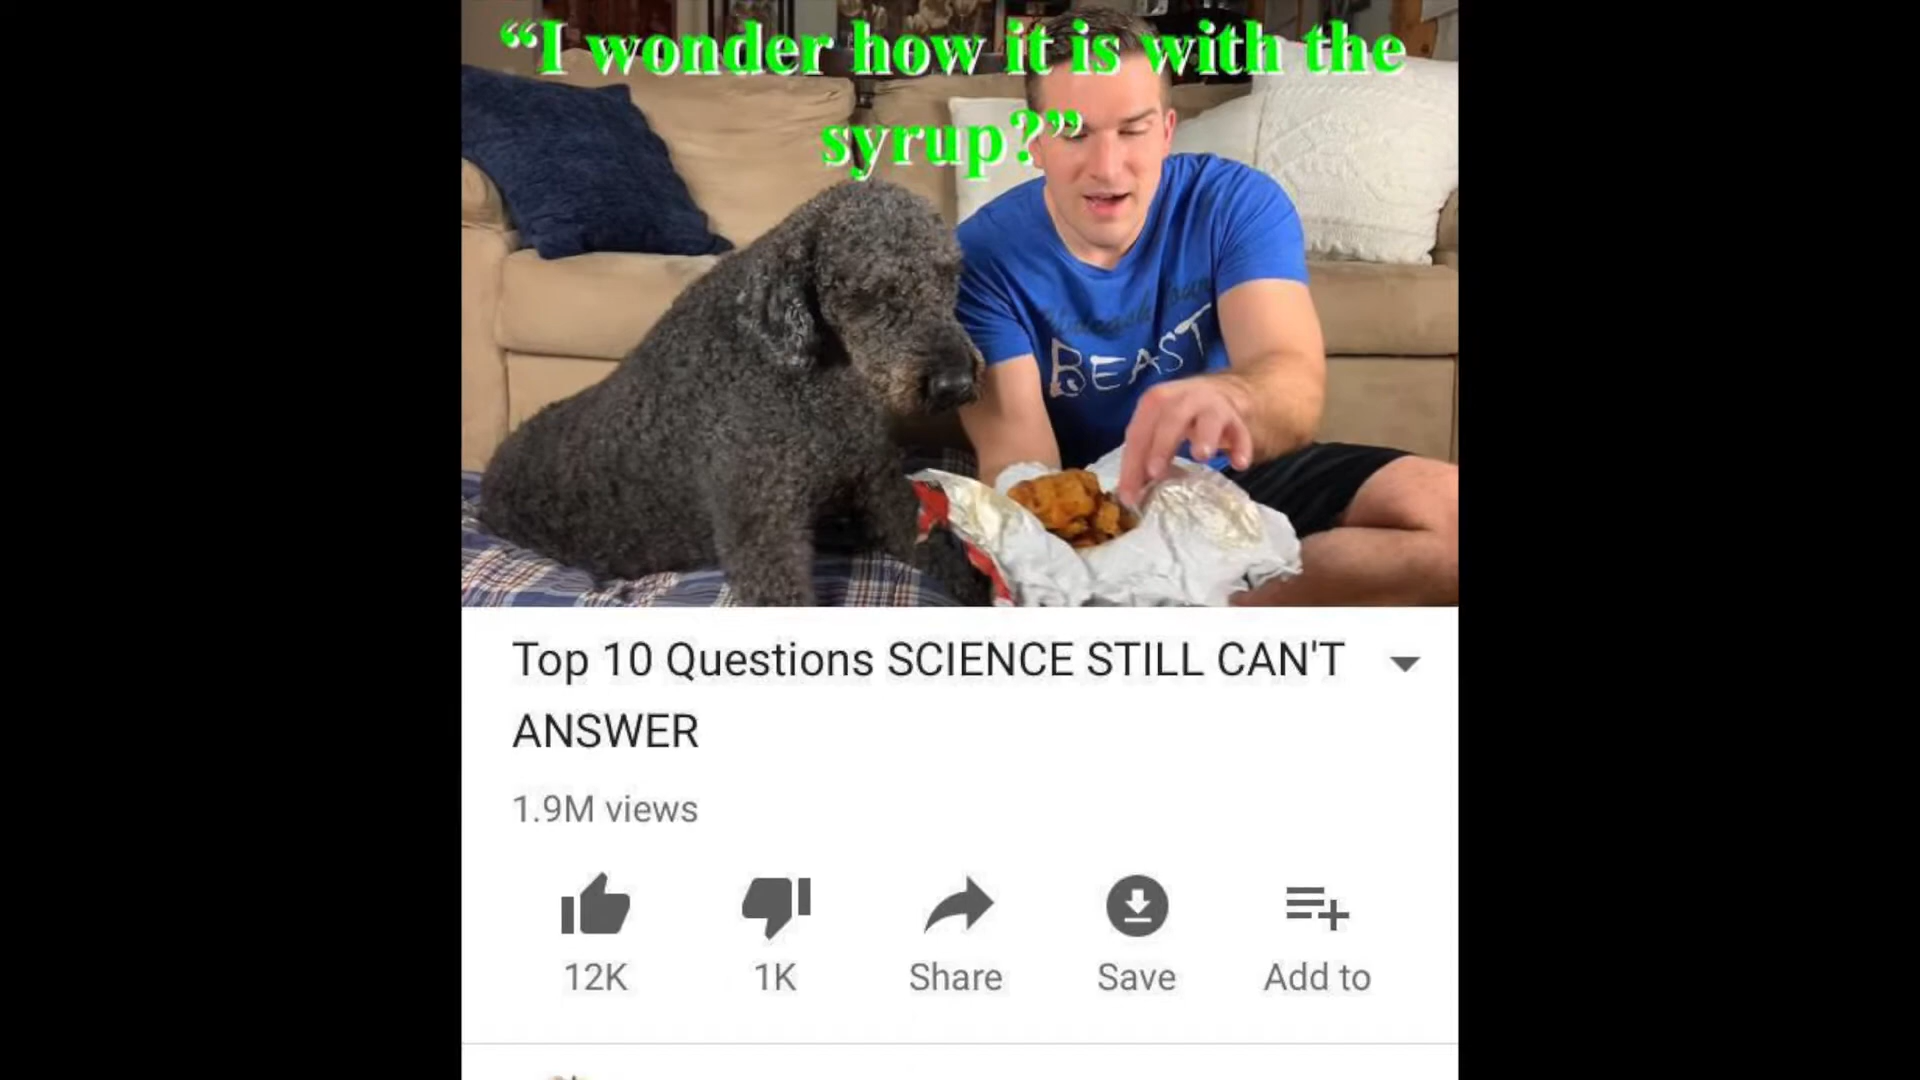 “I wonder how it is with the
syrup?”
BEAST
Top 10 Questions SCIENCE STILL CAN'T
ANSWER
1.9M views
12K
1K
Share
Save
Add to